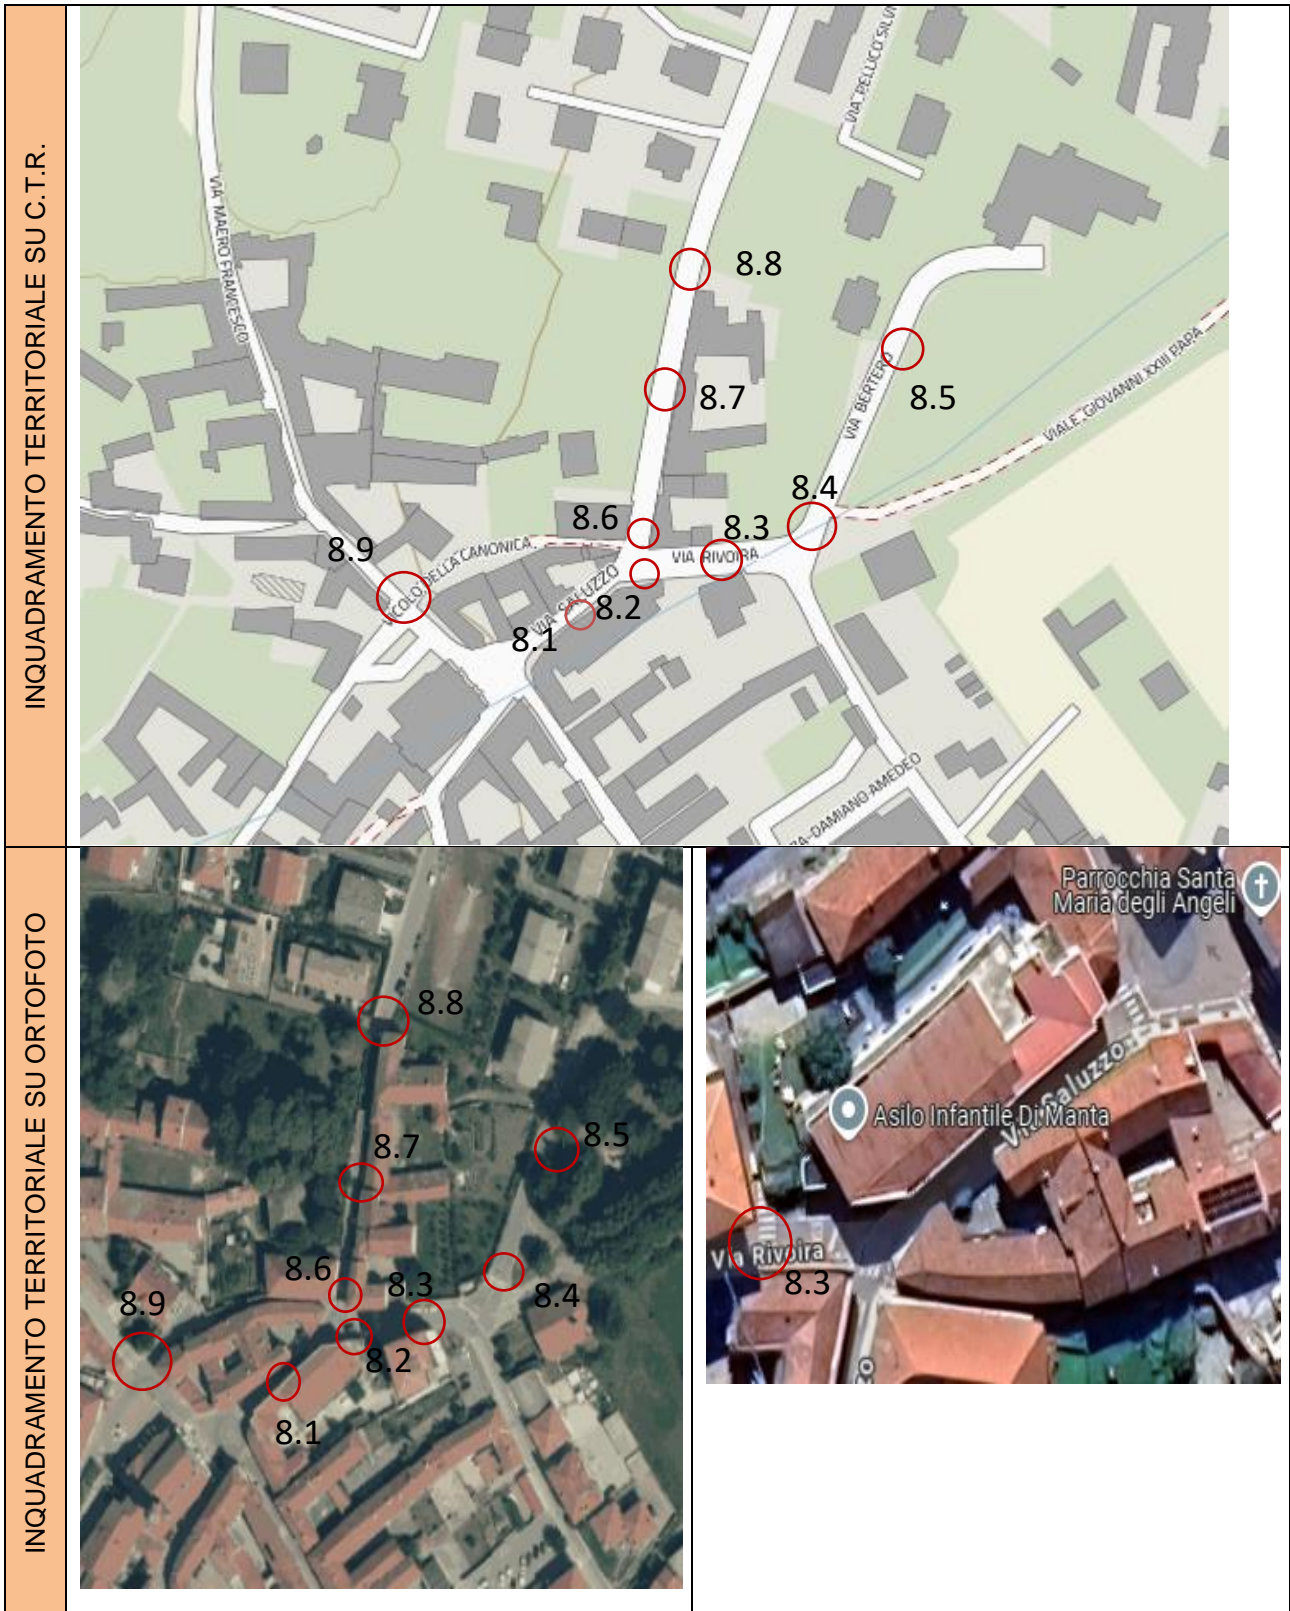 INQUADRAMENTO TERRITORIALE SU C.T.R.
VIA PELLICO SILVI
VIA MAERO FRANCESCO
8.8
8.7
VIA BERTERO
8.5
VIALE GIOVANNI XXIII PAPA
8.4
8.6
8.3
VIA RIVOIRA
8.9
VICOLO DELLA CANONICA
VIA SALUZZO
8.2
8.1
ZA DAMIANO AMEDEO
INQUADRAMENTO TERRITORIALE SU ORTOFOTO
8.8
8.7
8.5
8.6
8.3
8.4
8.9
8.2
8.1
Parrocchia Santa
Maria degli Angeli
Via Saluzzo
Asilo Infantile Di Manta
Via Rivoira
8.3